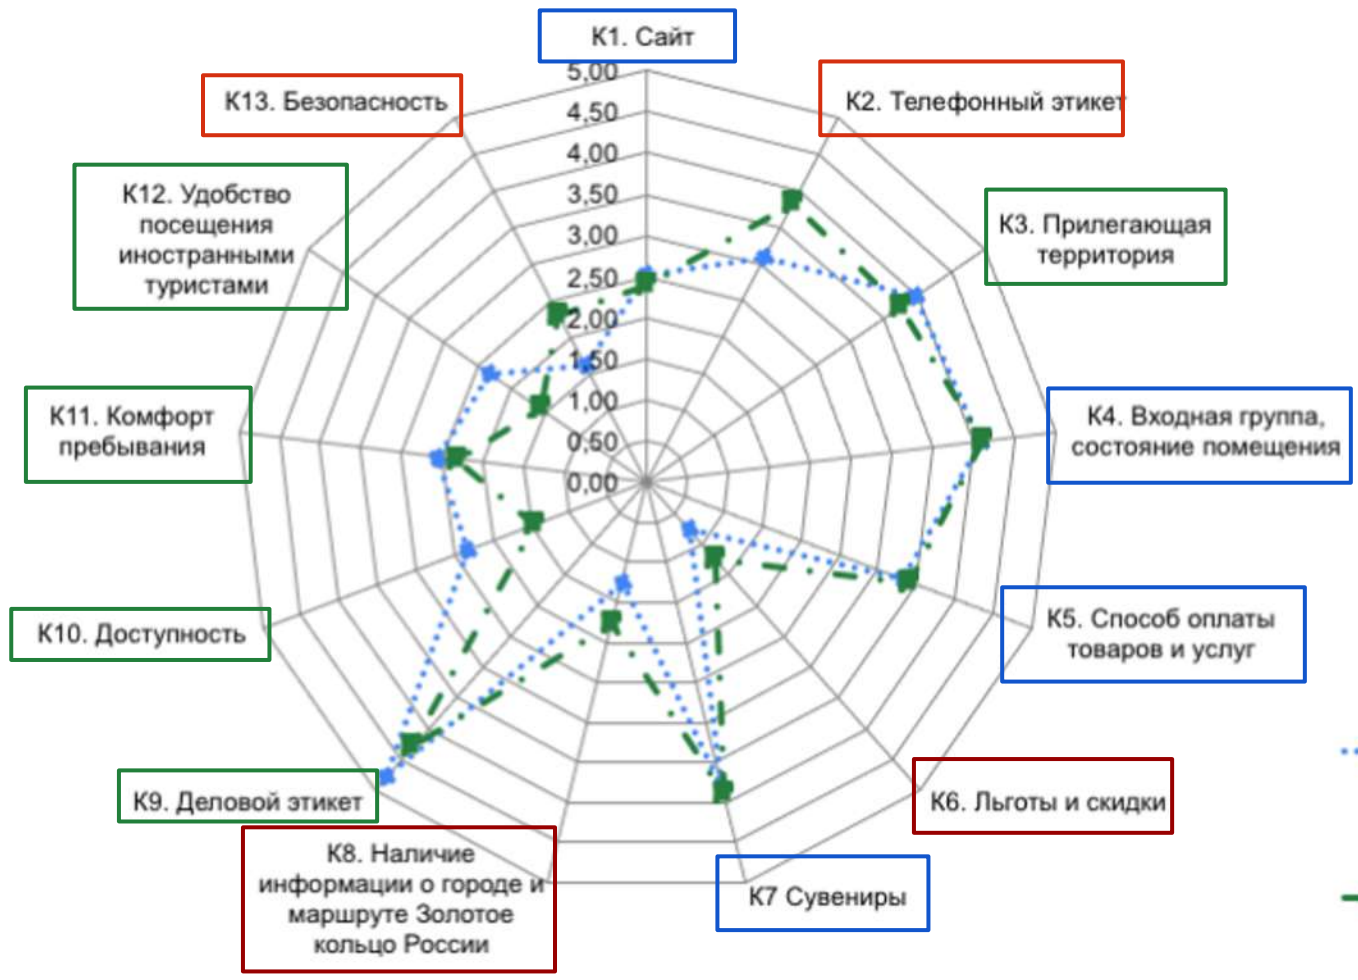 К1. Сайт
5,00
4,50
4,00
3,50
3,00
2,50
2,00
1,50
1,00
0,50
0,00
К2. Телефонный этикет
К3. Прилегающая
территория
К4. Входная группа,
состояние помещения
К5. Способ оплаты
товаров и услуг
К6. Льготы и скидки
К7 Сувениры
К8. Наличие
информации о городе и
маршруте Золотое
кольцо России
К9. Деловой этикет
К10. Доступность
К11. Комфорт
пребывания
К12. Удобство
посещения
иностранными
туристами
К13. Безопасность